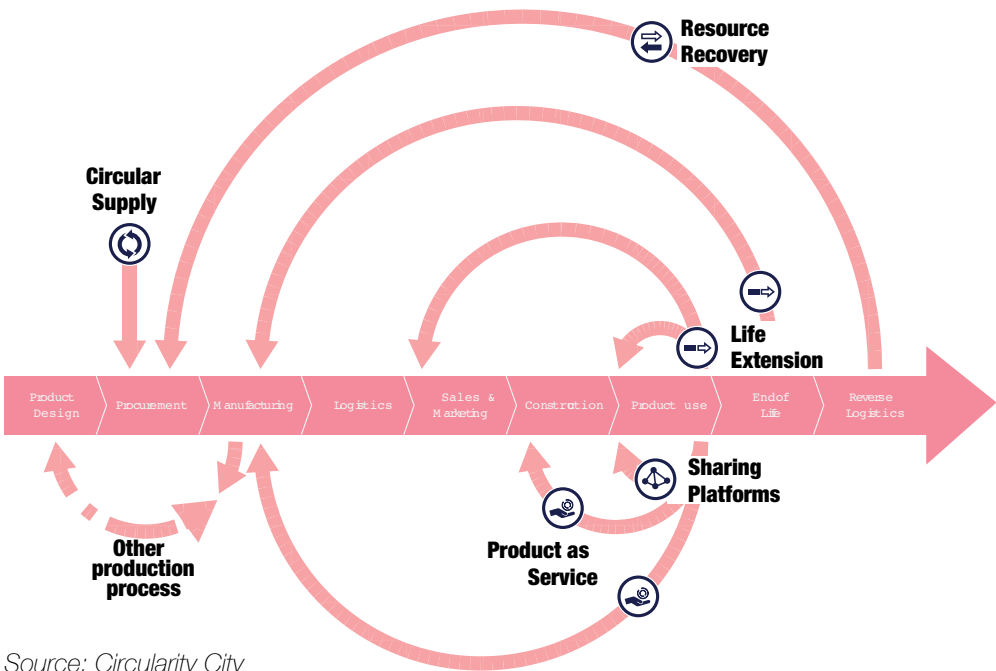 Resource
Recovery
Circular
Supply
Life
Extension
Product
Design
Procurement
Manufacturing
Logistics
Sales &
Marketing
Constrution
Product use
Endof
Life
Reverse
Logistics
Sharing
Platforms
Product as
Service
Other
production
process
Source: Circularity City